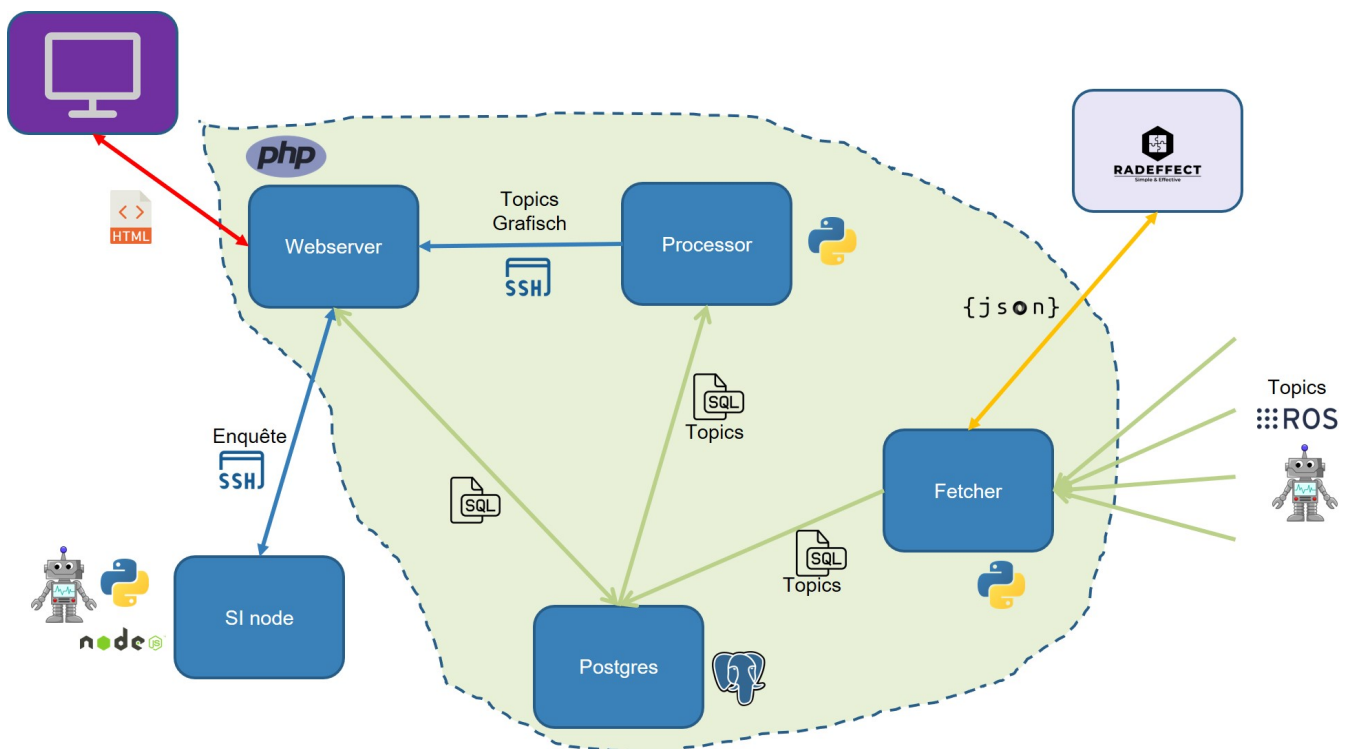 php
HTML
Webserver
Topics
Grafisch
SSH
Processor
RADEFFECT
Simple & Effective
{json}
Topics
ROS
SQL
Topics
Enquête
SSH
SQL
Fetcher
SQL
Topics
SI node
node
JS
Postgres